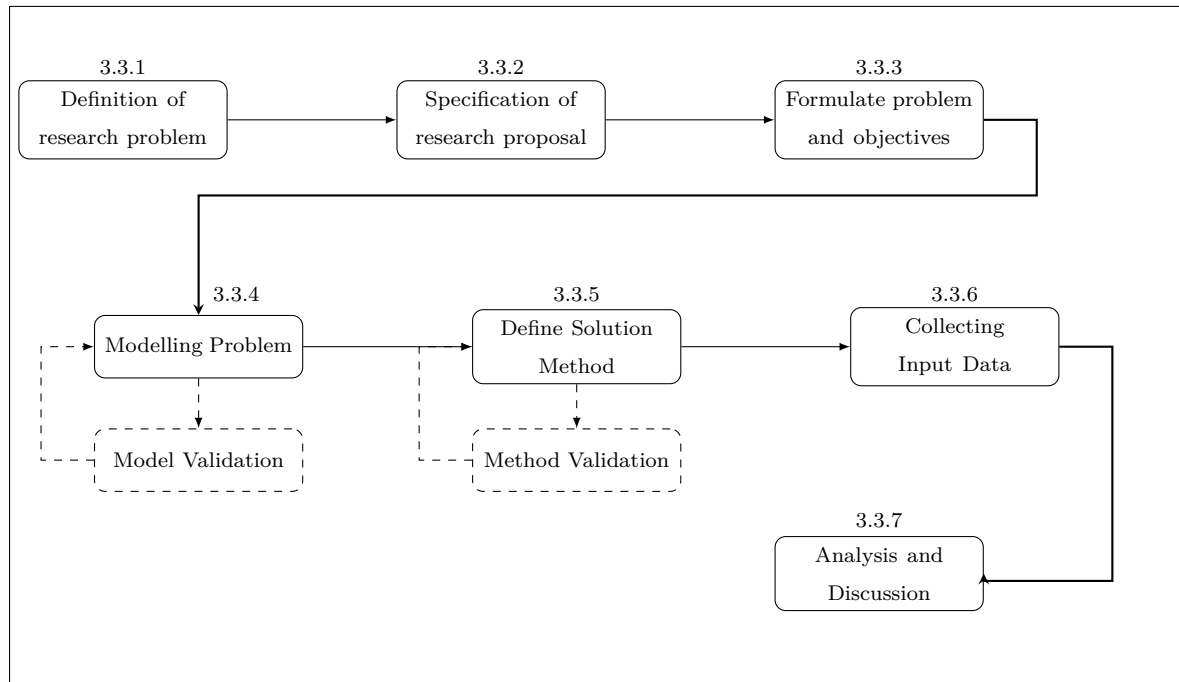 3.3.1
Definition of
research problem
3.3.2
Specification of
research proposal
3.3.3
Formulate problem
and objectives
3.3.4
Modelling Problem
3.3.5
Define Solution
Method
3.3.6
Collecting
Input Data
Model Validation
Method Validation
3.3.7
Analysis and
Discussion